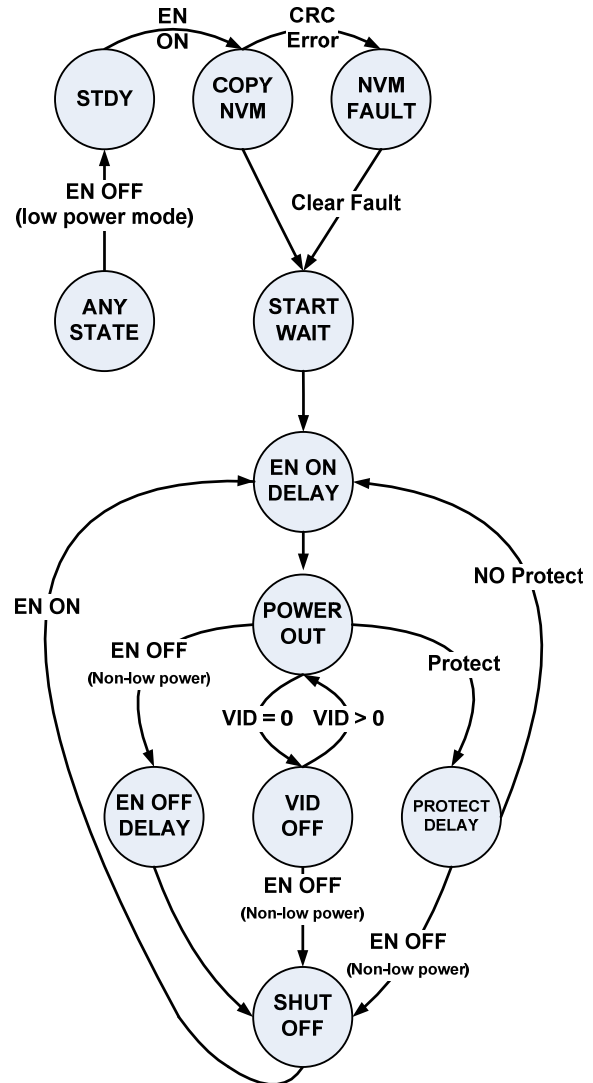 EN
ON
CRC
Error
STDY
COPY
NVM
NVM
FAULT
EN OFF
(low power mode)
Clear Fault
ANY
STATE
START
WAIT
EN ON
DELAY
NO Protect
EN ON
POWER
OUT
EN OFF
(Non-low power)
Protect
VID = 0
VID > 0
EN OFF
DELAY
VID
OFF
PROTECT
DELAY
EN OFF
(Non-low power)
EN OFF
(Non-low power)
SHUT
OFF